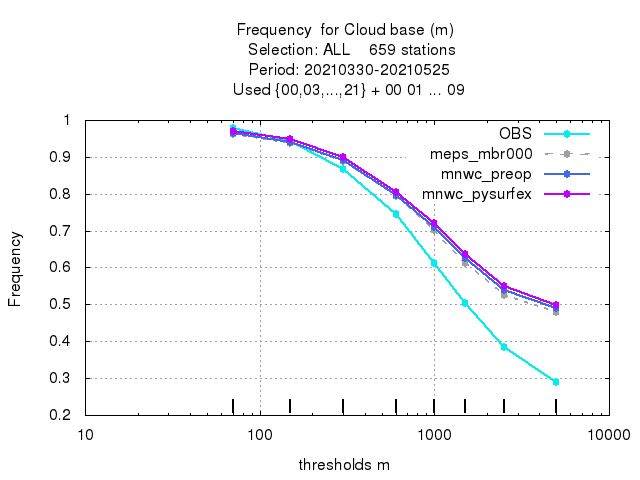 Frequency  for Cloud base (m)
Selection: ALL    659 stations
Period: 20210330-20210525
Used {00,03,...,21} + 00 01 ... 09
OBS
meps_mbr000
mnwc_preop
mnwc_pysurfex
Frequency
1
0.9
0.8
0.7
0.6
0.5
0.4
0.3
0.2
10 100 1000 10000
thresholds m